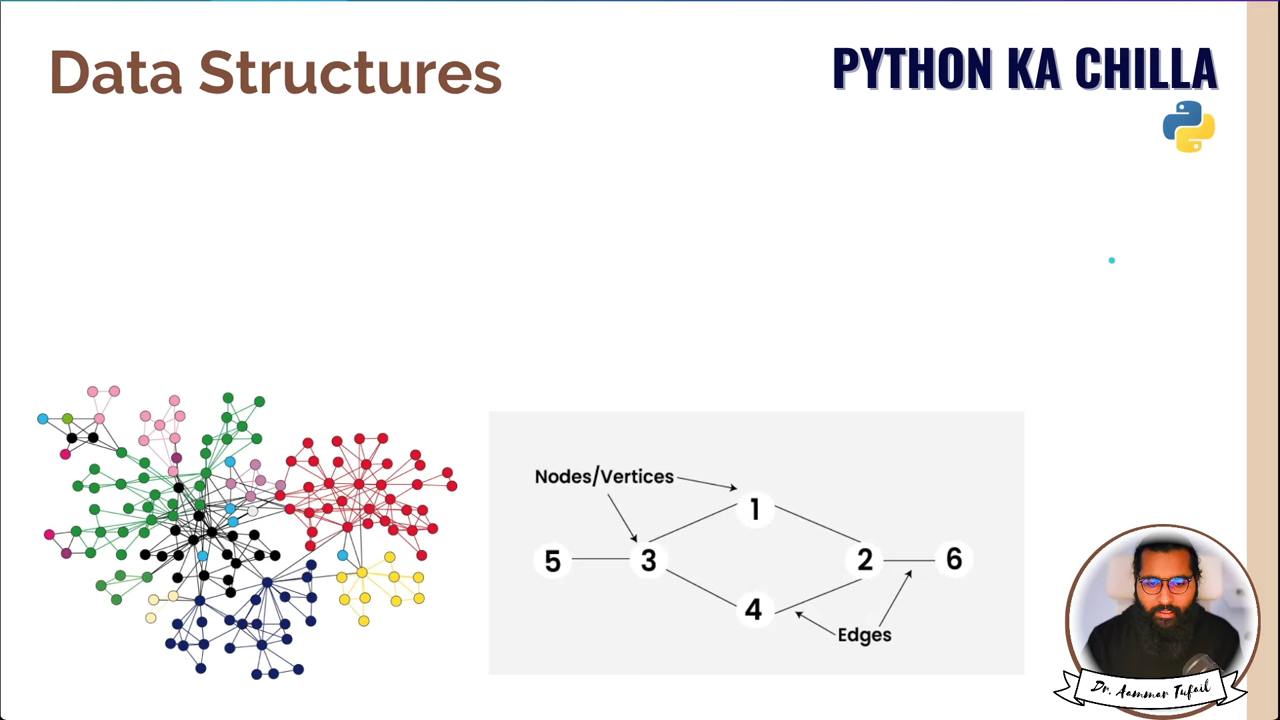 Data Structures
PYTHON KA CHILLA
Nodes/Vertices
1
5 3 2 6
4
Edges
Dr. Aammar Tufail